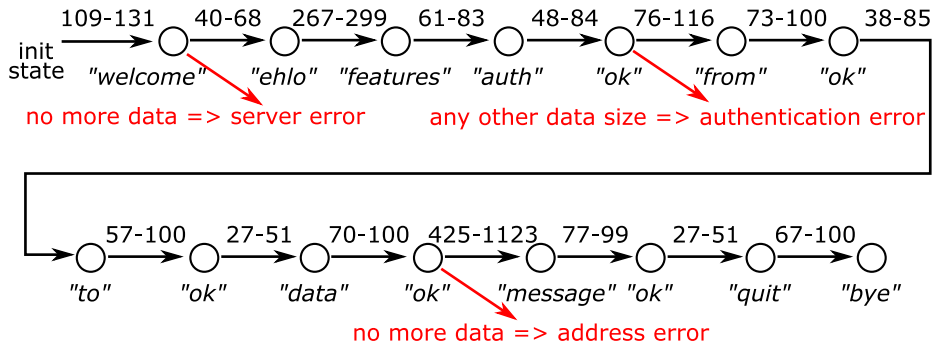 109-131 40-68 267-299 61-83 48-84 76-116 73-100 38-85
init
state
"welcome" "ehlo" "features" "auth" "ok" "from" "ok"
no more data => server error any other data size => authentication error
57-100 27-51 70-100 425-1123 77-99 27-51 67-100
"to" "ok" "data" "ok" "message" "ok" "quit" "bye"
no more data => address error